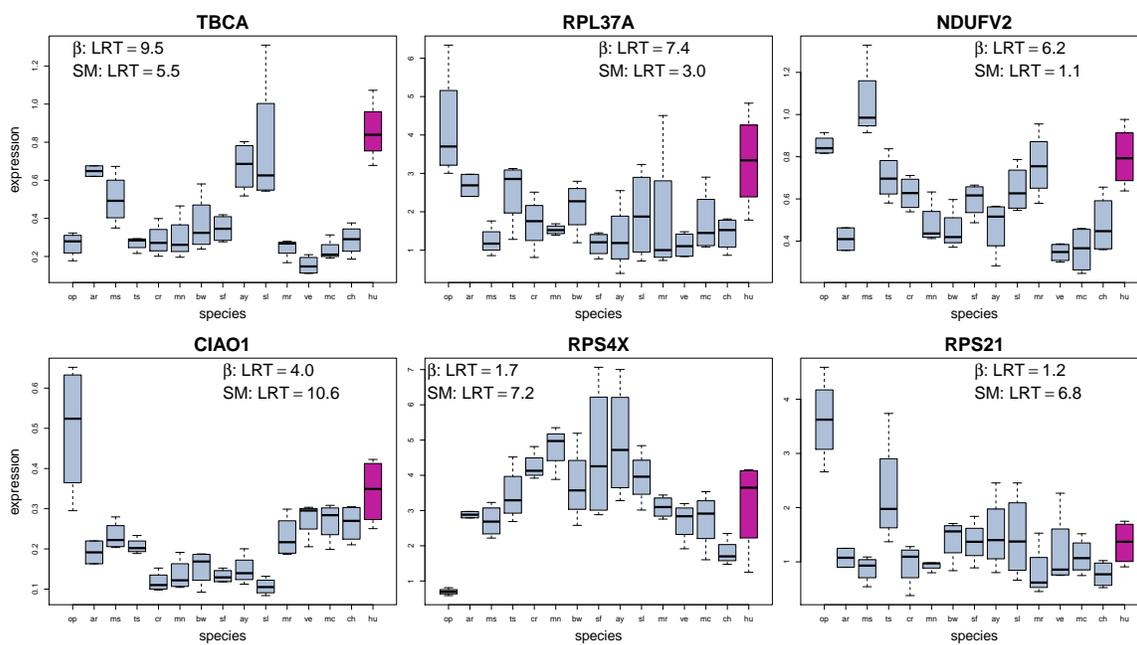 TBCA
β: LRT = 9.5
SM: LRT = 5.5
expression
0.2 0.4 0.6 0.8 1.0 1.2
op ar ms ts cr mn bw sf ay sl mr ve mc ch hu
species
RPL37A
β: LRT = 7.4
SM: LRT = 3.0
1 2 3 4 5 6
op ar ms ts cr mn bw sf ay sl mr ve mc ch hu
species
NDUFV2
β: LRT = 6.2
SM: LRT = 1.1
0.4 0.6 0.8 1.0 1.2
op ar ms ts cr mn bw sf ay sl mr ve mc ch hu
species
CIAO1
β: LRT = 4.0
SM: LRT = 10.6
expression
0.1 0.2 0.3 0.4 0.5 0.6
op ar ms ts cr mn bw sf ay sl mr ve mc ch hu
species
RPS4X
β: LRT = 1.7
SM: LRT = 7.2
1 2 3 4 5 6 7
op ar ms ts cr mn bw sf ay sl mr ve mc ch hu
species
RPS21
β: LRT = 1.2
SM: LRT = 6.8
1 2 3 4
op ar ms ts cr mn bw sf ay sl mr ve mc ch hu
species